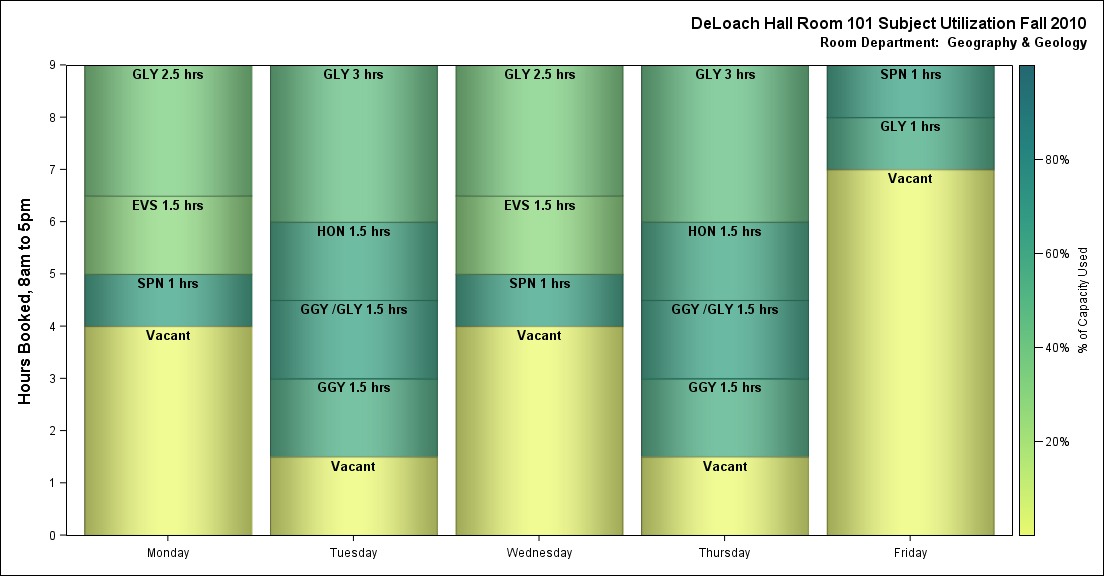 DeLoach Hall Room 101 Subject Utilization Fall 2010
Room Department:  Geography & Geology
Hours Booked, 8am to 5pm
9
8
7
6
5
4
3
2
1
0
GLY 2.5 hrs
EVS 1.5 hrs
SPN 1 hrs
Vacant
GLY 3 hrs
HON 1.5 hrs
GGY /GLY 1.5 hrs
GGY 1.5 hrs
Vacant
GLY 2.5 hrs
EVS 1.5 hrs
SPN 1 hrs
Vacant
GLY 3 hrs
HON 1.5 hrs
GGY /GLY 1.5 hrs
GGY 1.5 hrs
Vacant
SPN 1 hrs
GLY 1 hrs
Vacant
Monday
Tuesday
Wednesday
Thursday
Friday
80%
60%
40%
20%
% of Capacity Used